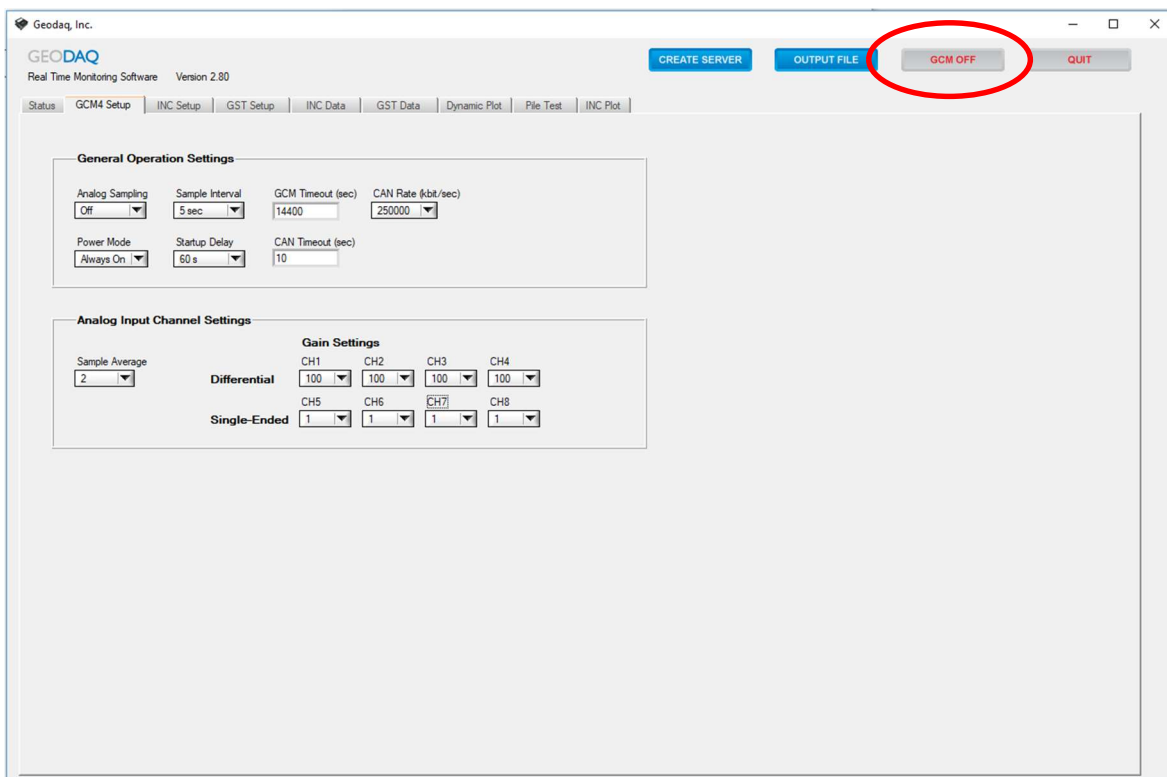 Geodaq, Inc.
GEODAQ
CREATE SERVER OUTPUT FILE GCM OFF QUIT
Real Time Monitoring Software Version 2.80
Status GCM4 Setup INC Setup GST Setup INC Data GST Data Dynamic Plot Pile Test INC Plot
General Operation Settings
Analog Sampling Sample Interval GCM Timeout (sec) CAN Rate (kbit/sec)
Off 5 sec 14400 250000
Power Mode Startup Delay CAN Timeout (sec)
Always On 60 s 10
Analog Input Channel Settings
Gain Settings
Sample Average CH1 CH2 CH3 CH4
2 Differential 100 100 100 100
CH5 CH6 CH7 CH8
Single-Ended 1 1 1 1